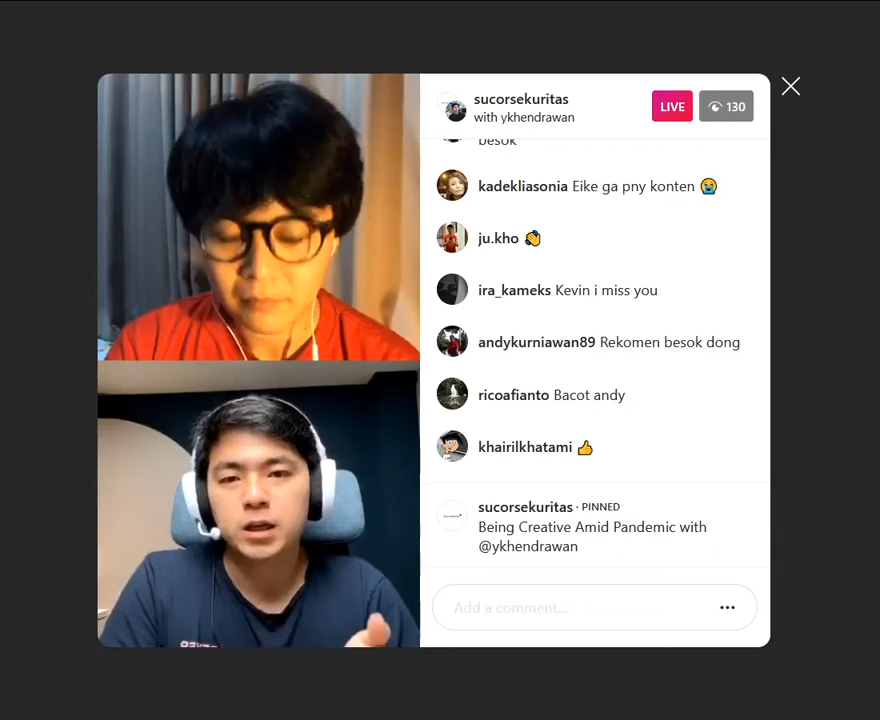 sucorsekuritas
with ykhendrawan
LIVE
130
besok
kadekliasonia Eike ga pny konten 😭
ju.kho 👏
ira_kameks Kevin i miss you
andykurniawan89 Rekomen besok dong
ricoafianto Bacot andy
khairilkhatami 👍
sucorsekuritas · PINNED
Being Creative Amid Pandemic with
@ykhendrawan
Add a comment...